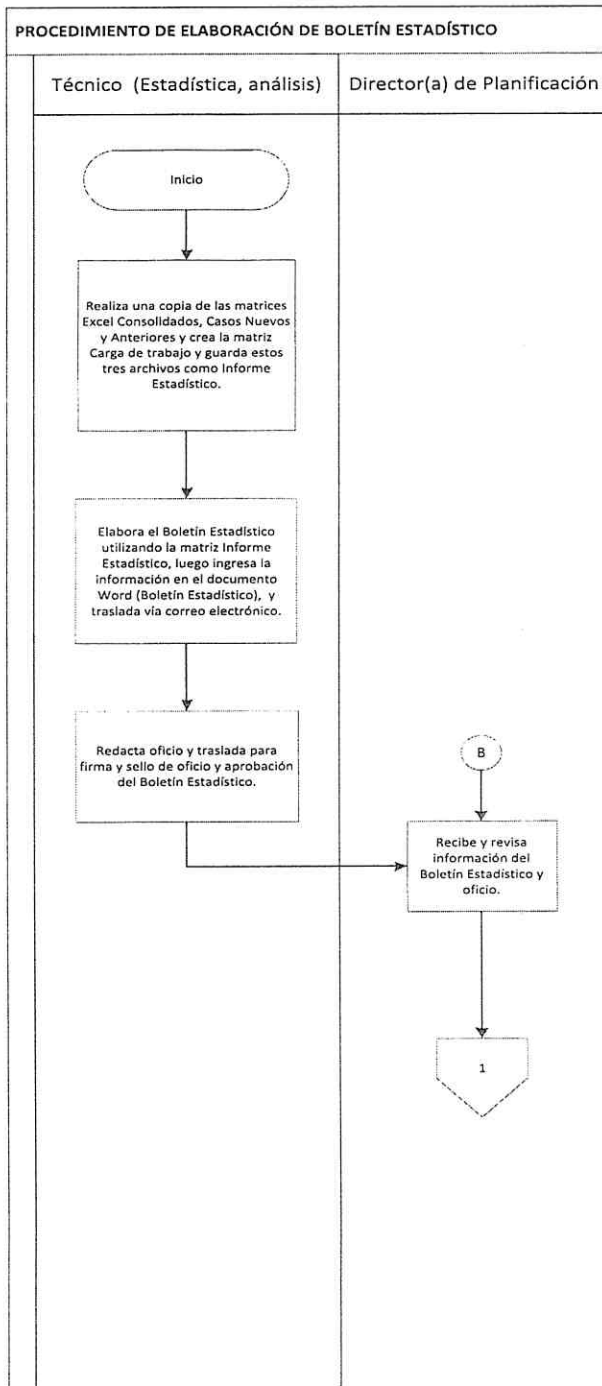 PROCEDIMIENTO DE ELABORACIÓN DE BOLETÍN ESTADÍSTICO
Técnico (Estadística, análisis)
Director(a) de Planificación
Inicio
Realiza una copia de las matrices
Excel Consolidados, Casos Nuevos
y Anteriores y crea la matriz
Carga de trabajo y guarda estos
tres archivos como Informe
Estadístico.
Elabora el Boletín Estadístico
utilizando la matriz Informe
Estadístico, luego ingresa la
información en el documento
Word (Boletín Estadístico), y
traslada vía correo electrónico.
Redacta oficio y traslada para
firma y sello de oficio y aprobación
del Boletín Estadístico.
B
Recibe y revisa
información del
Boletín Estadístico y
oficio.
1